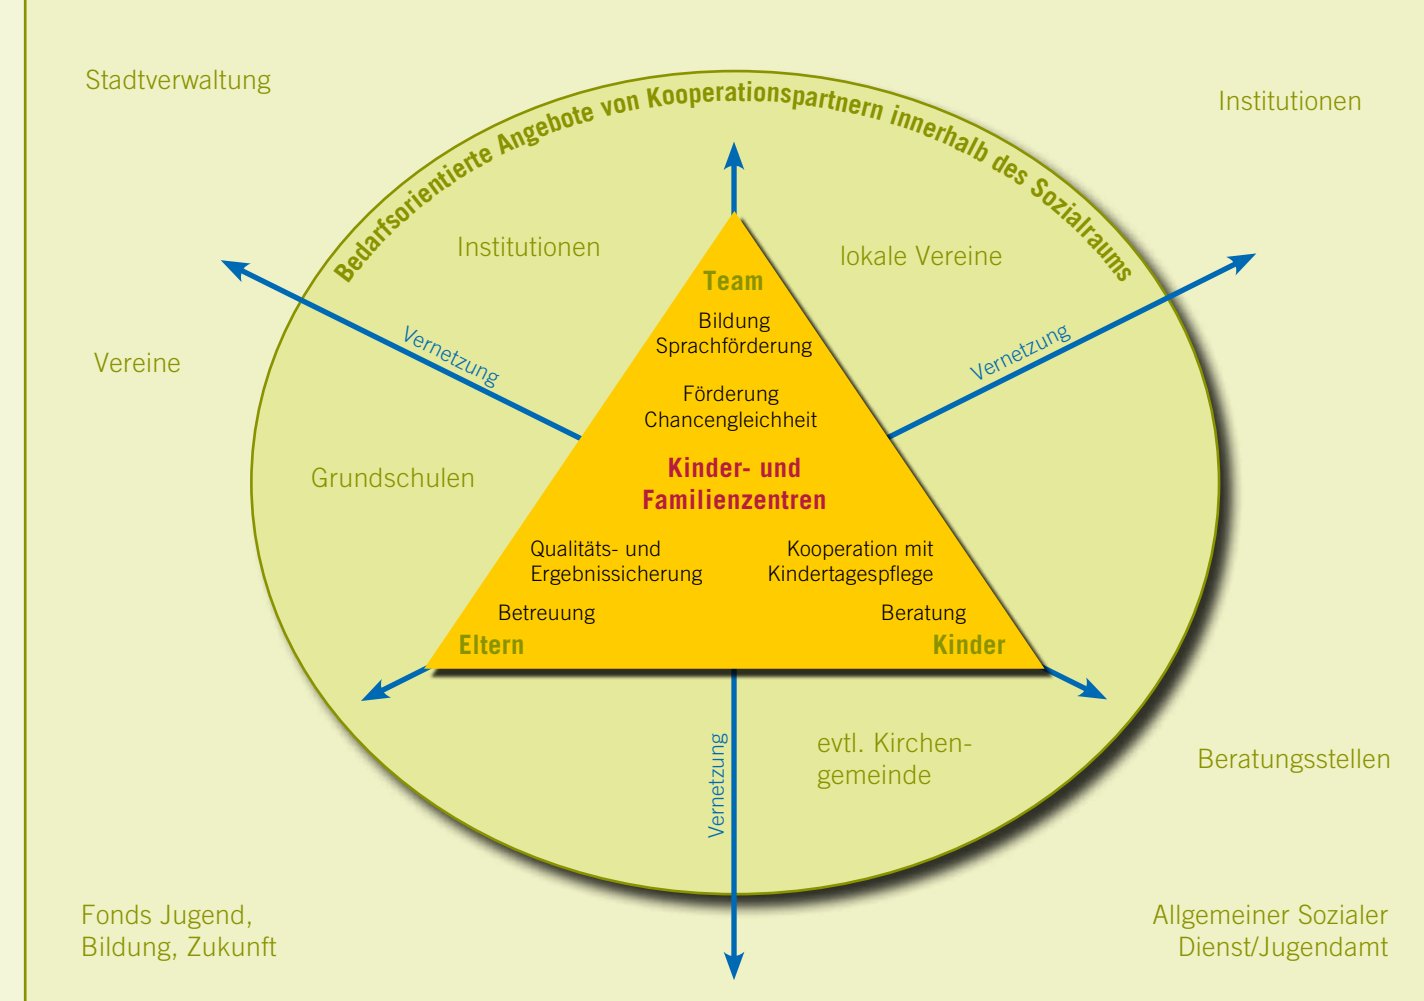 Stadtverwaltung
Institutionen
Bedarfsorientierte Angebote von Kooperationspartnern innerhalb des Sozialraums
Institutionen
lokale Vereine
Team
Bildung
Sprachförderung
Vernetzung
Vernetzung
Vereine
Förderung
Chancengleichheit
Grundschulen
Kinder- und
Familienzentren
Qualitäts- und
Ergebnissicherung
Kooperation mit
Kindertagespflege
Betreuung
Beratung
Eltern
Kinder
Vernetzung
evtl. Kirchen-
gemeinde
Beratungsstellen
Fonds Jugend,
Bildung, Zukunft
Allgemeiner Sozialer
Dienst/Jugendamt